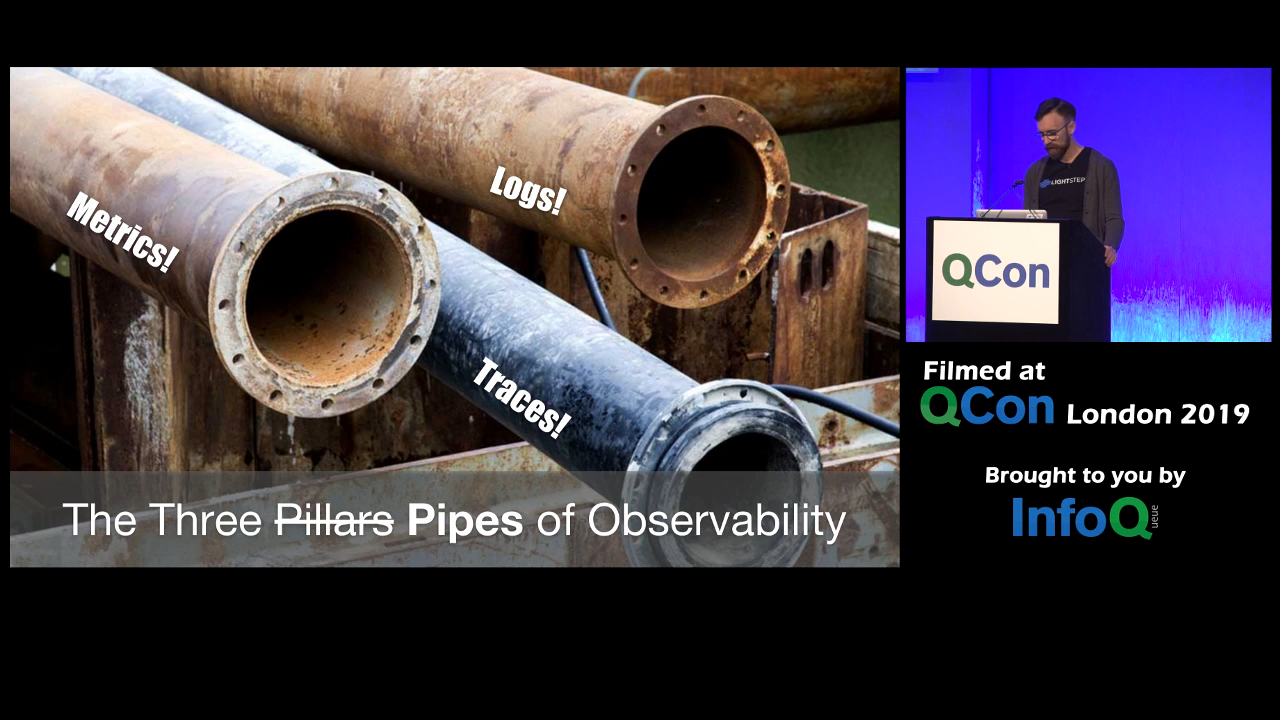 Metrics!
Logs!
Traces!
The Three Pillars Pipes of Observability
LIGHTSTEP
QCon
Filmed at
QCon London 2019
Brought to you by
InfoQ
ueue